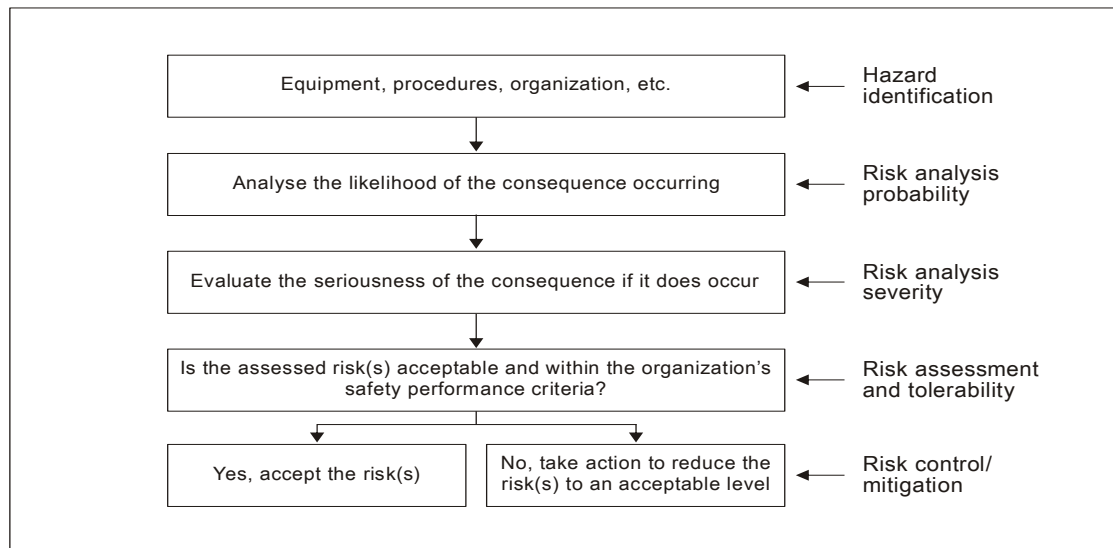 Equipment, procedures, organization, etc.
Hazard
identification
Analyse the likelihood of the consequence occurring
Risk analysis
probability
Evaluate the seriousness of the consequence if it does occur
Risk analysis
severity
Is the assessed risk(s) acceptable and within the organization’s
safety performance criteria?
Risk assessment
and tolerability
Yes, accept the risk(s)
No, take action to reduce the
risk(s) to an acceptable level
Risk control/
mitigation